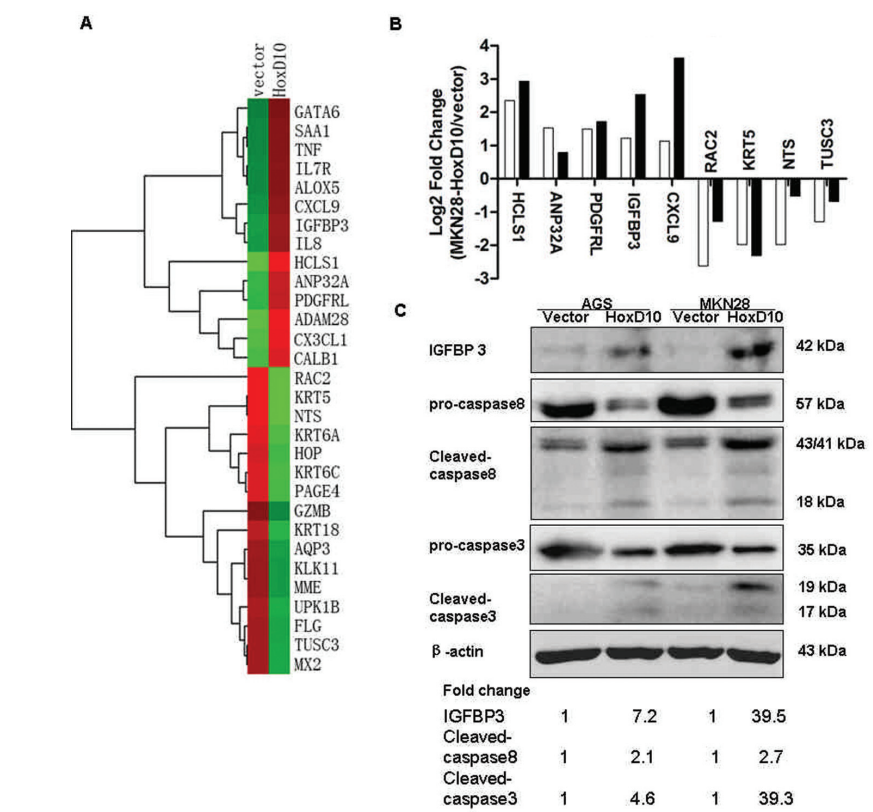 A
vector
HoxD10
GATA6
SAA1
TNF
IL7R
ALOX5
CXCL9
IGFBP3
IL8
HCLS1
ANP32A
PDGFRL
ADAM28
CX3CL1
CALB1
RAC2
KRT5
NTS
KRT6A
HOP
KRT6C
PAGE4
GZMB
KRT18
AQP3
KLK11
MME
UPK1B
FLG
TUSC3
MX2
B
Log2 Fold Change
(MKN28-HoxD10/vector)
4
3
2
1
0
-1
-2
-3
HCLS1
ANP32A
PDGFRL
IGFBP3
CXCL9
RAC2
KRT5
NTS
TUSC3
C
AGS MKN28
Vector HoxD10 Vector HoxD10
IGFBP 3 42 kDa
pro-caspase8 57 kDa
Cleaved-
caspase8
43/41 kDa
18 kDa
pro-caspase3 35 kDa
Cleaved-
caspase3
19 kDa
17 kDa
β -actin 43 kDa
Fold change
IGFBP3 1 7.2 1 39.5
Cleaved-
caspase8 1 2.1 1 2.7
Cleaved-
caspase3 1 4.6 1 39.3